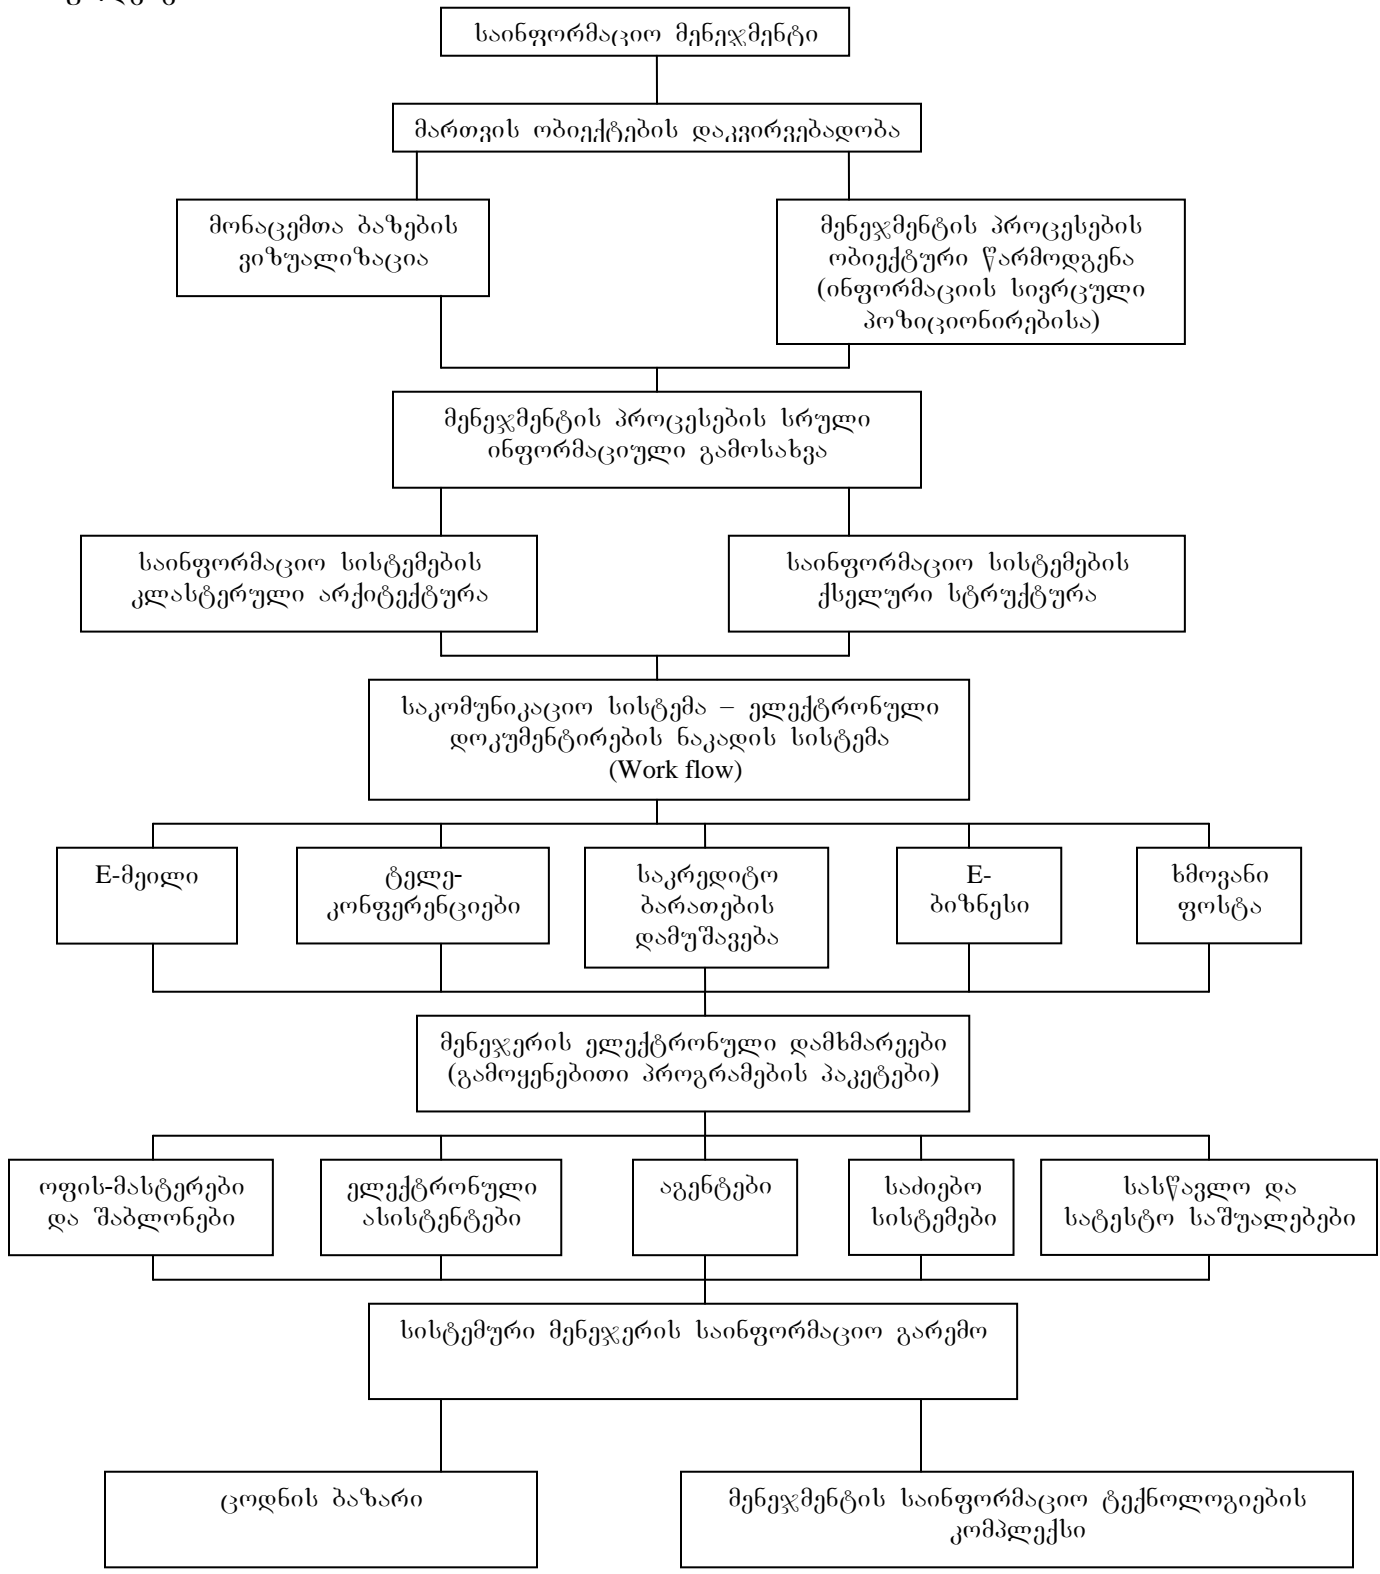 საინფორმაციო მენეჯმენტი
მართვის ობიექტების დაკვირვებადობა
მონაცემთა ბაზების
ვიზუალიზაცია
მენეჯმენტის პროცესების
ობიექტური წარმოდგენა
(ინფორმაციის სივრცული
პოზიციონირებისა)
მენეჯმენტის პროცესების სრული
ინფორმაციული გამოსახვა
საინფორმაციო სისტემების
კლასტერული არქიტექტურა
საინფორმაციო სისტემების
ქსელური სტრუქტურა
საკომუნიკაციო სისტემა – ელექტრონული
დოკუმენტირების ნაკადის სისტემა
(Work flow)
E-მეილი
ტელე-
კონფერენციები
საკრედიტო
ბარათების
დამუშავება
E-
ბიზნესი
ხმოვანი
ფოსტა
მენეჯერის ელექტრონული დამხმარეები
(გამოყენებითი პროგრამების პაკეტები)
ოფის-მასტერები
და შაბლონები
ელექტრონული
ასისტენტები
აგენტები
საძიებო
სისტემები
სასწავლო და
სატესტო საშუალებები
სისტემური მენეჯერის საინფორმაციო გარემო
ცოდნის ბაზარი
მენეჯმენტის საინფორმაციო ტექნოლოგიების
კომპლექსი